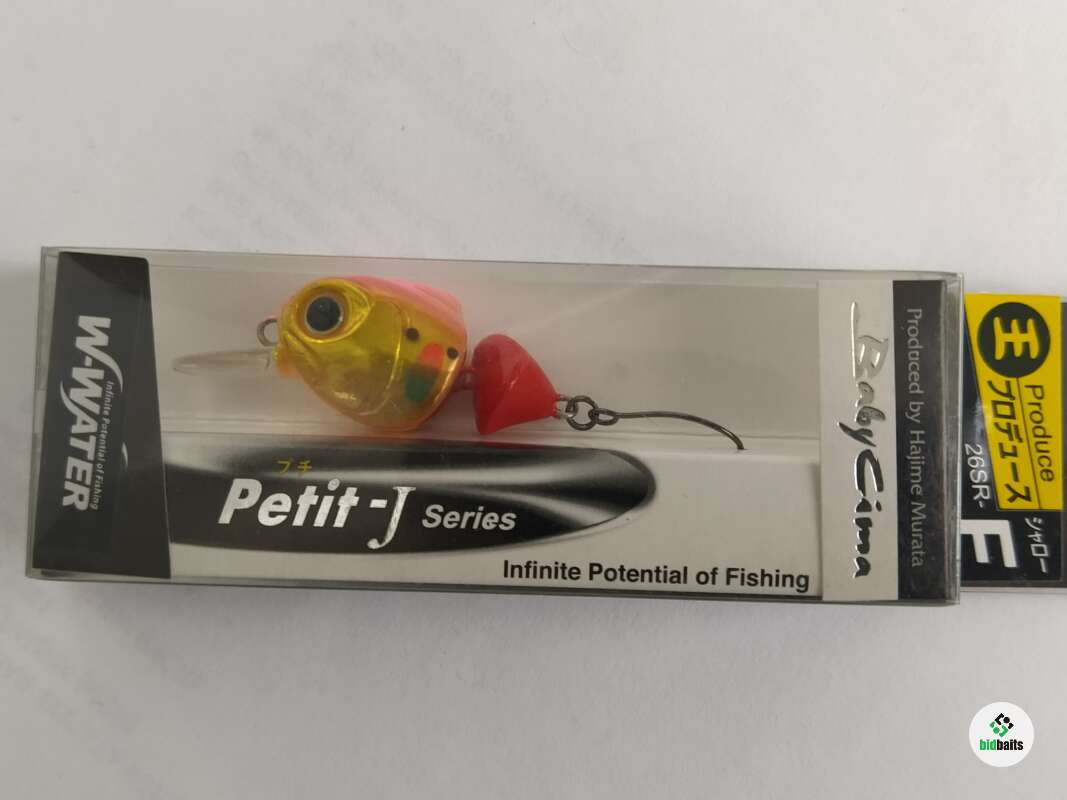 W-WATER
Infinite Potential of Fishing
プチ
Petit-J Series
Infinite Potential of Fishing
BabyCima
Produced by Hajime Murata
王 Produce
プロデュース
26SR-
シャロー
F
bidbaits